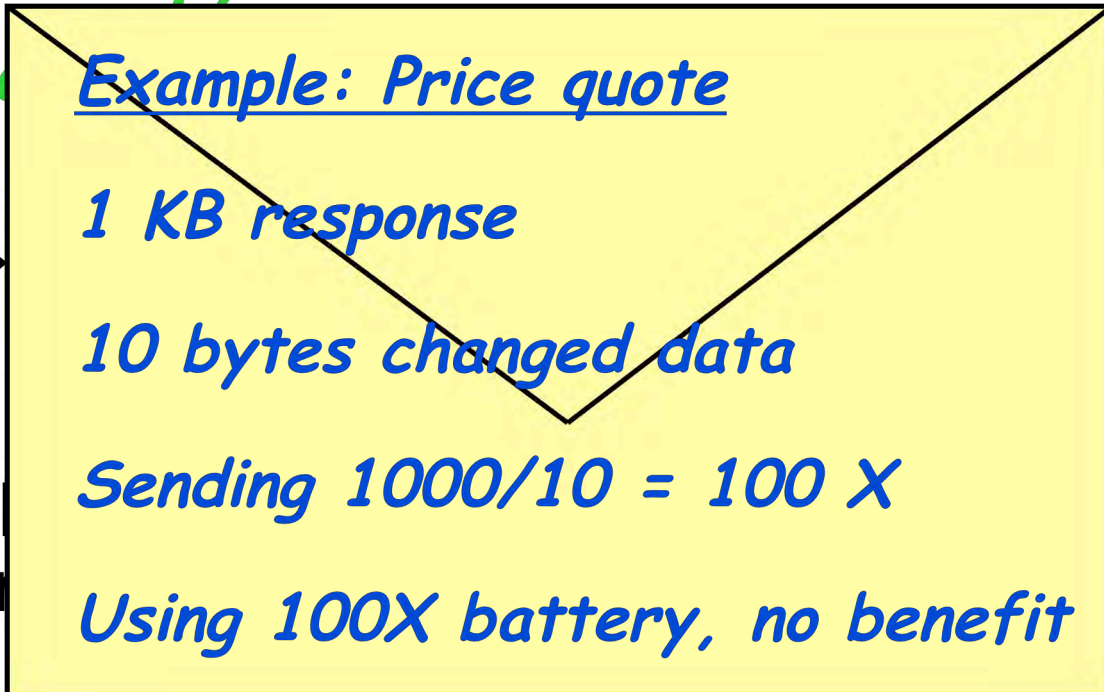 Example: Price quote
1 KB response
10 bytes changed data
Sending 1000/10 = 100 X
Using 100X battery, no benefit